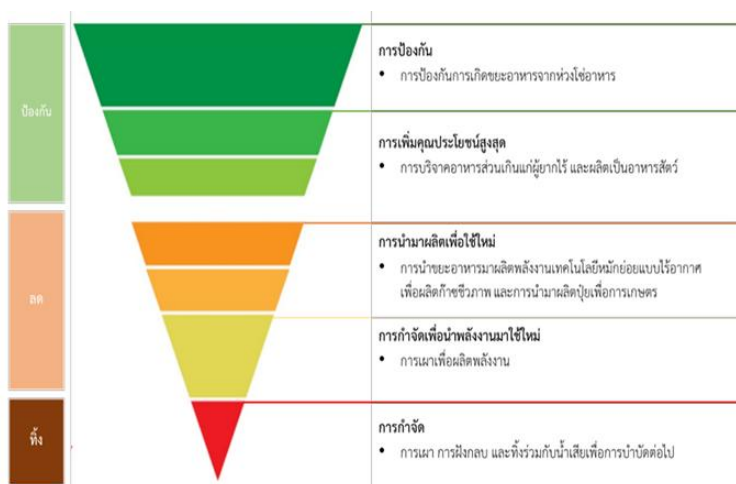 ป้องกัน
การป้องกัน
• การป้องกันการเกิดขยะอาหารจากห่วงโซ่อาหาร
การเพิ่มคุณประโยชน์สูงสุด
• การบริจาคอาหารส่วนเกินแก่ผู้ยากไร้ และผลิตเป็นอาหารสัตว์
ลด
การนำมาผลิตเพื่อใช้ใหม่
• การนำขยะอาหารมาผลิตพลังงานเทคโนโลยีหมักย่อยแบบไร้อากาศ
เพื่อผลิตก๊าซชีวภาพ และการนำมาผลิตปุ๋ยเพื่อการเกษตร
การกำจัดเพื่อนำพลังงานมาใช้ใหม่
• การเผาเพื่อผลิตพลังงาน
ทิ้ง
การกำจัด
• การเผา การฝังกลบ และทิ้งร่วมกับน้ำเสียเพื่อการบำบัดต่อไป